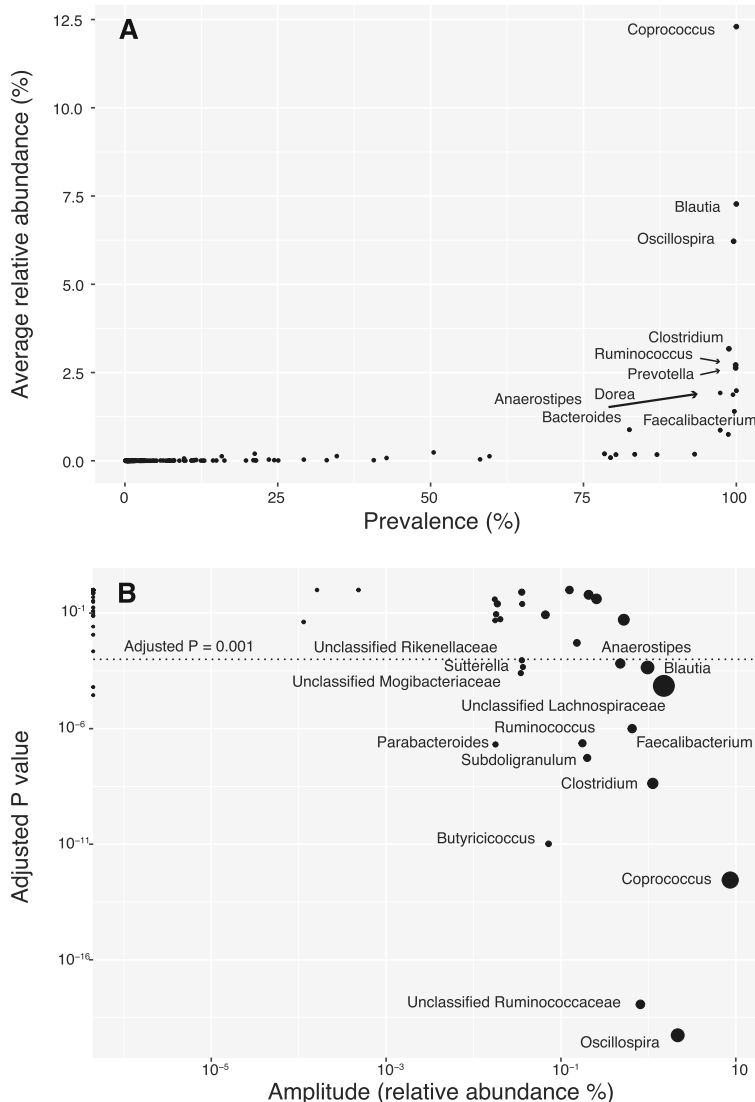 A
12.5
Coprococcus
10.0
7.5
Blautia
Oscillospira
5.0
Clostridium
Ruminococcus
2.5
Prevotella
Anaerostipes
Dorea
Bacteroides
Faecalibacterium
0.0
Average relative abundance (%)
0 25 50 75 100
Prevalence (%)
B
10⁻¹
Adjusted P = 0.001
Unclassified Rikenellaceae
Anaerostipes
Sutterella
Blautia
Unclassified Mogibacteriaceae
Unclassified Lachnospiraceae
10⁻⁶
Ruminococcus
Parabacteroides
Faecalibacterium
Subdoligranulum
Clostridium
10⁻¹¹
Butyricicoccus
Coprococcus
10⁻¹⁶
Unclassified Ruminococcaceae
Oscillospira
Adjusted P value
10⁻⁵ 10⁻³ 10⁻¹ 10
Amplitude (relative abundance %)